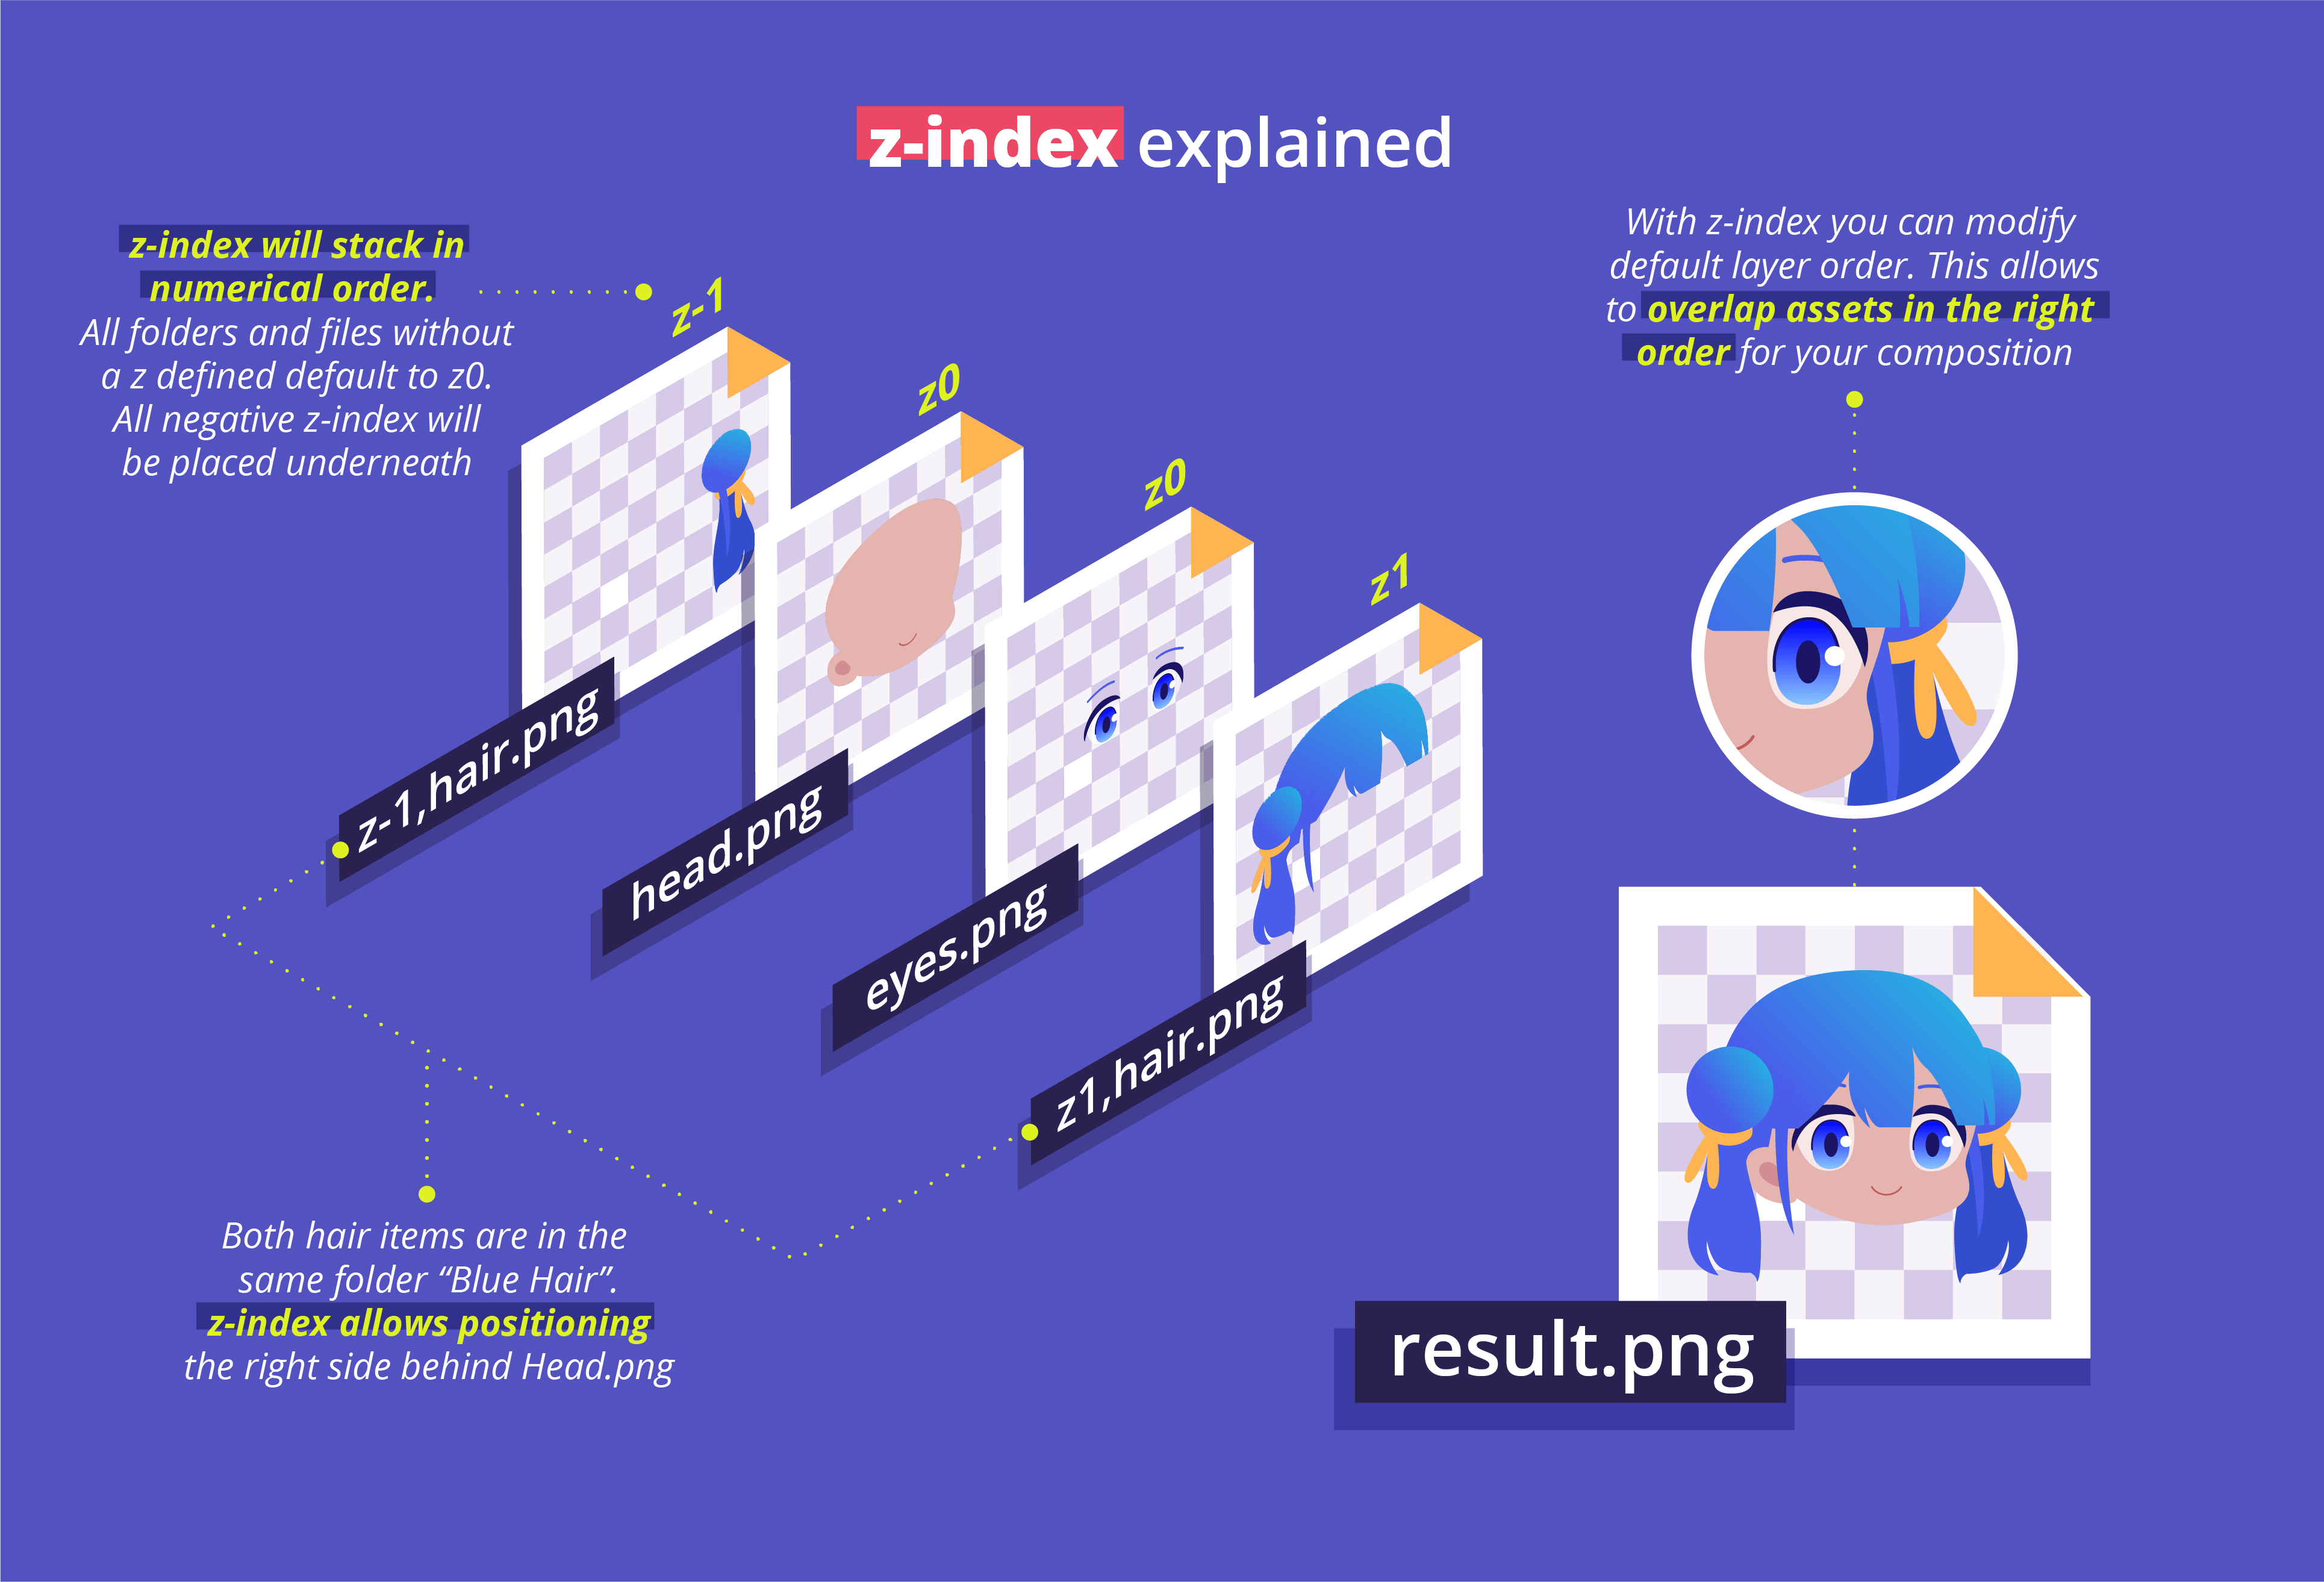 z-index explained
z-index will stack in
numerical order.
All folders and files without
a z defined default to z0.
All negative z-index will
be placed underneath
With z-index you can modify
default layer order. This allows
to overlap assets in the right
order for your composition
z-1
z0
z0
z1
z-1,hair.png
head.png
eyes.png
z1,hair.png
Both hair items are in the
same folder “Blue Hair”.
z-index allows positioning
the right side behind Head.png
result.png